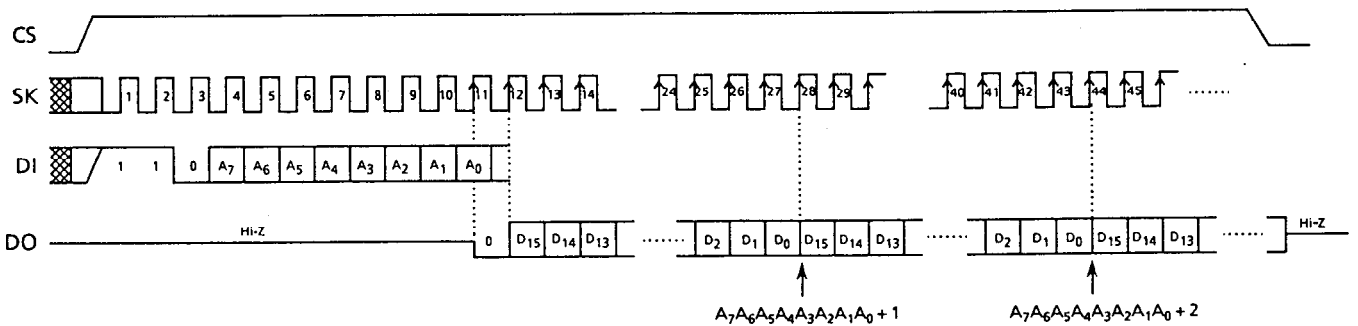 CS
SK 1 2 3 4 5 6 7 8 9 10 11 12 13 14 24 25 26 27 28 29 40 41 42 43 44 45 ......
DI 1 1 0 A7 A6 A5 A4 A3 A2 A1 A0
DO Hi-Z 0 D15 D14 D13 ...... D2 D1 D0 D15 D14 D13 ...... D2 D1 D0 D15 D14 D13 ...... Hi-Z
A7A6A5A4A3A2A1A0 + 1 A7A6A5A4A3A2A1A0 + 2